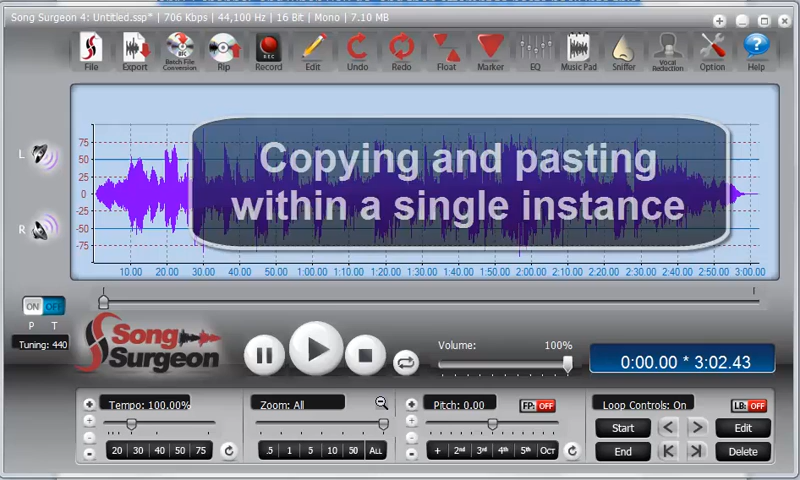 Song Surgeon 4: Untitled.ssp* | 706 Kbps | 44,100 Hz | 16 Bit | Mono | 7.10 MB
File Export Batch File Conversion Rip Record Edit Undo Redo Float Marker EQ Music Pad Sniffer Vocal Reduction Option Help
REC
L
R
75
50
25
0
-25
-50
-75
Copying and pasting
within a single instance
10.00 20.00 30.00 40.00 50.00 1:00.00 1:10.00 1:20.00 1:30.00 1:40.00 1:50.00 2:00.00 2:10.00 2:20.00 2:30.00 2:40.00 2:50.00 3:00.00
ON OFF
P T
Tuning: 440
Song
Surgeon
Volume: 100%
0:00.00 * 3:02.43
Tempo: 100.00% Zoom: All Pitch: 0.00 FP: OFF Loop Controls: On LB: OFF
Start Edit
20 30 40 50 75 .5 1 5 10 50 ALL + 2nd 3rd 4th 5th OCT End Delete